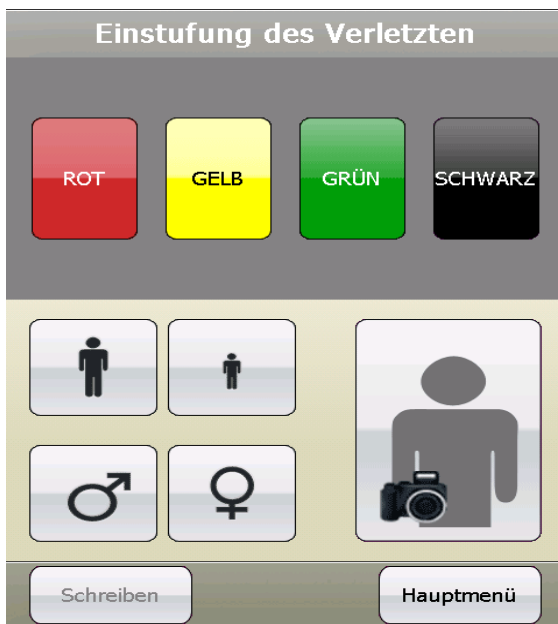 Einstufung des Verletzten
ROT GELB GRÜN SCHWARZ
Schreiben Hauptmenü